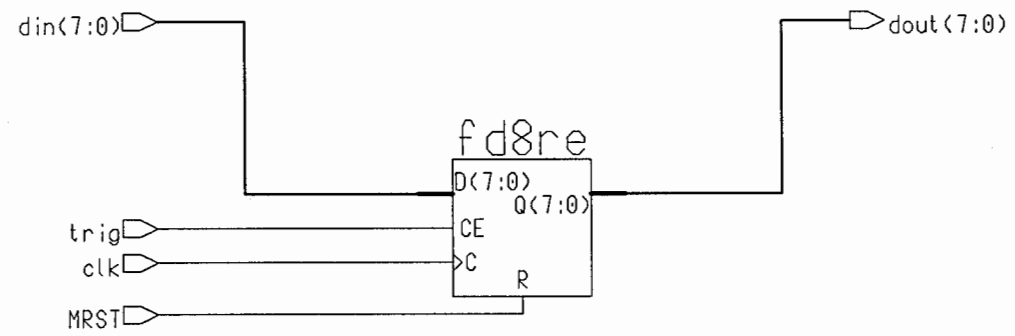 din(7:0)
dout(7:0)
fd8re
D(7:0)
Q(7:0)
trig
CE
clk
C
R
MRST